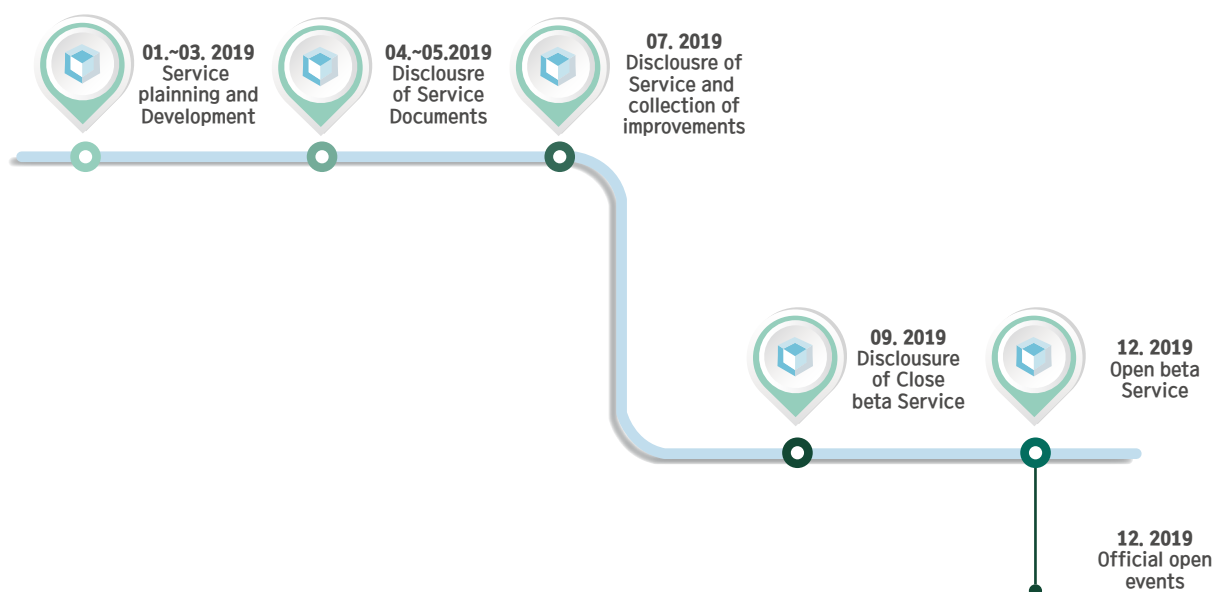 01.~03. 2019
Service
plainning and
Development
04.~05.2019
Disclousre
of Service
Documents
07. 2019
Disclousre of
Service and
collection of
improvements
09. 2019
Disclousure
of Close
beta Service
12. 2019
Open beta
Service
12. 2019
Official open
events